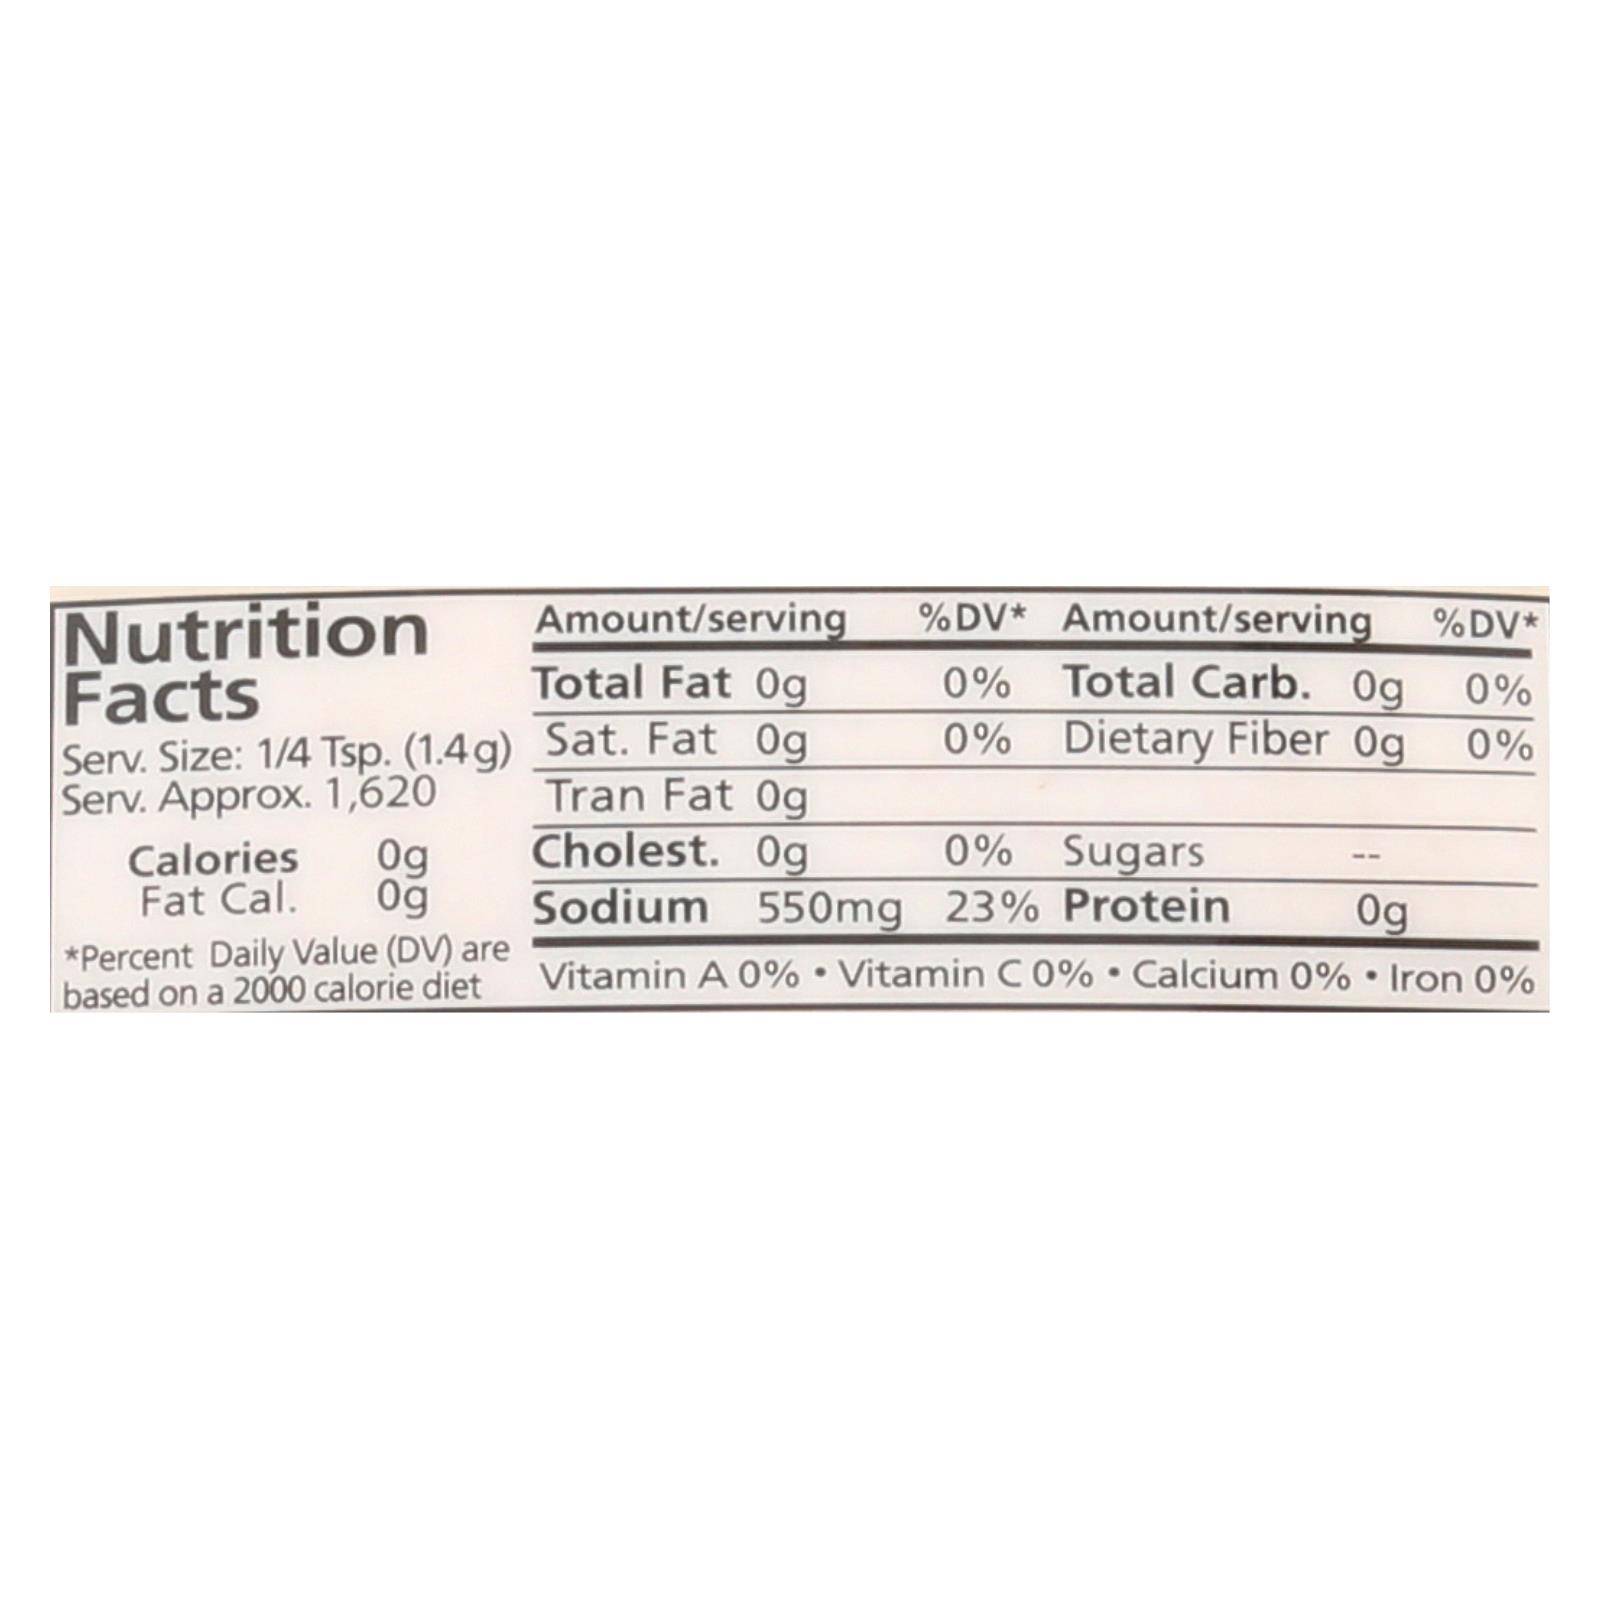 Nutrition
Facts
Serv. Size: 1/4 Tsp. (1.4g)
Serv. Approx. 1,620
Calories 0g
Fat Cal. 0g
*Percent Daily Value (DV) are
based on a 2000 calorie diet
Amount/serving %DV* Amount/serving %DV*
Total Fat 0g 0% Total Carb. 0g 0%
Sat. Fat 0g 0% Dietary Fiber 0g 0%
Tran Fat 0g
Cholest. 0g 0% Sugars --
Sodium 550mg 23% Protein 0g
Vitamin A 0% • Vitamin C 0% • Calcium 0% • Iron 0%